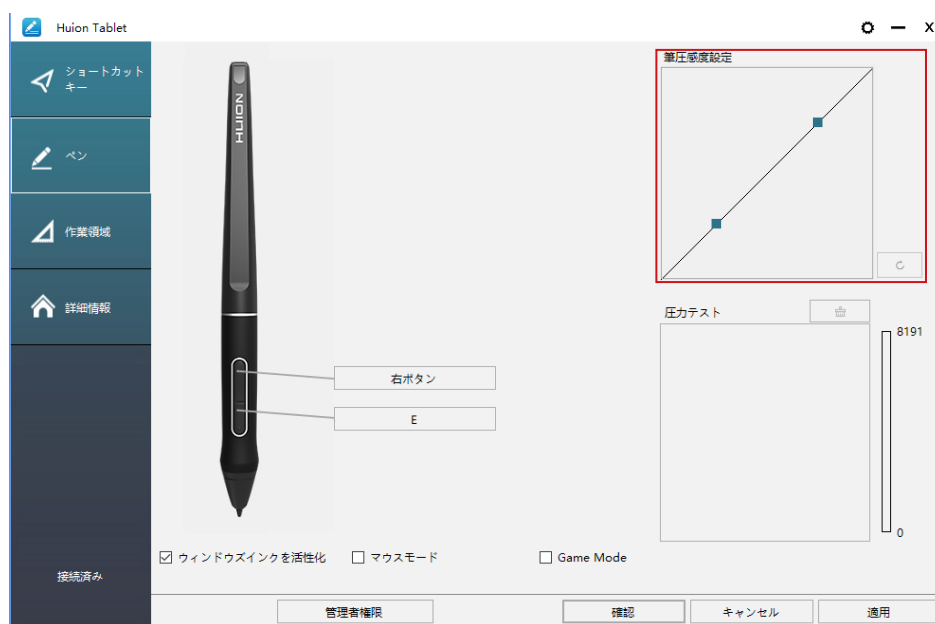 Huion Tablet
X
ショートカット
キー
ペン
作業領域
詳細情報
接続済み
HUION
右ボタン
E
筆圧感度設定
圧力テスト
8191
0
ウィンドウズインクを活性化
マウスモード
Game Mode
管理者権限
確認
キャンセル
適用